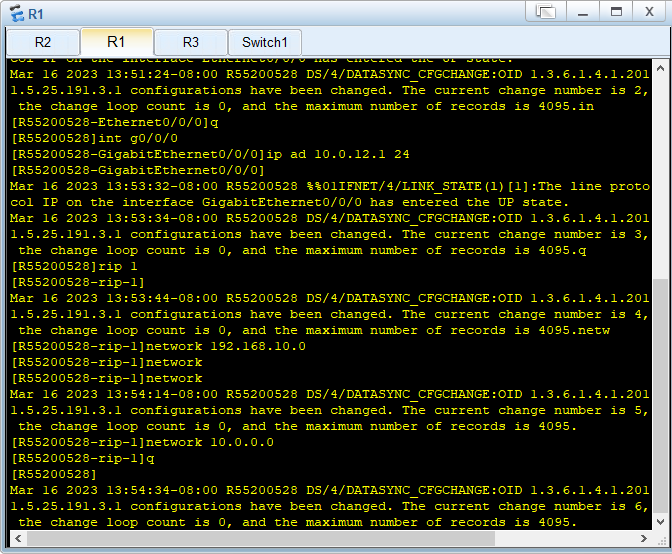 R1
R2
R1
R3
Switch1
col IP on the interface Ethernet0/0/0 has entered the UP state.
Mar 16 2023 13:51:24-08:00 R55200528 DS/4/DATASYNC_CFGCHANGE:OID 1.3.6.1.4.1.201
1.5.25.191.3.1 configurations have been changed. The current change number is 2,
 the change loop count is 0, and the maximum number of records is 4095.in
[R55200528-Ethernet0/0/0]q
[R55200528]int g0/0/0
[R55200528-GigabitEthernet0/0/0]ip ad 10.0.12.1 24
[R55200528-GigabitEthernet0/0/0]
Mar 16 2023 13:53:32-08:00 R55200528 %%01IFNET/4/LINK_STATE(l)[1]:The line proto
col IP on the interface GigabitEthernet0/0/0 has entered the UP state.
Mar 16 2023 13:53:34-08:00 R55200528 DS/4/DATASYNC_CFGCHANGE:OID 1.3.6.1.4.1.201
1.5.25.191.3.1 configurations have been changed. The current change number is 3,
 the change loop count is 0, and the maximum number of records is 4095.q
[R55200528]rip 1
[R55200528-rip-1]
Mar 16 2023 13:53:44-08:00 R55200528 DS/4/DATASYNC_CFGCHANGE:OID 1.3.6.1.4.1.201
1.5.25.191.3.1 configurations have been changed. The current change number is 4,
 the change loop count is 0, and the maximum number of records is 4095.netw
[R55200528-rip-1]network 192.168.10.0
[R55200528-rip-1]network
[R55200528-rip-1]network
Mar 16 2023 13:54:14-08:00 R55200528 DS/4/DATASYNC_CFGCHANGE:OID 1.3.6.1.4.1.201
1.5.25.191.3.1 configurations have been changed. The current change number is 5,
 the change loop count is 0, and the maximum number of records is 4095.
[R55200528-rip-1]network 10.0.0.0
[R55200528-rip-1]q
[R55200528]
Mar 16 2023 13:54:34-08:00 R55200528 DS/4/DATASYNC_CFGCHANGE:OID 1.3.6.1.4.1.201
1.5.25.191.3.1 configurations have been changed. The current change number is 6,
 the change loop count is 0, and the maximum number of records is 4095.